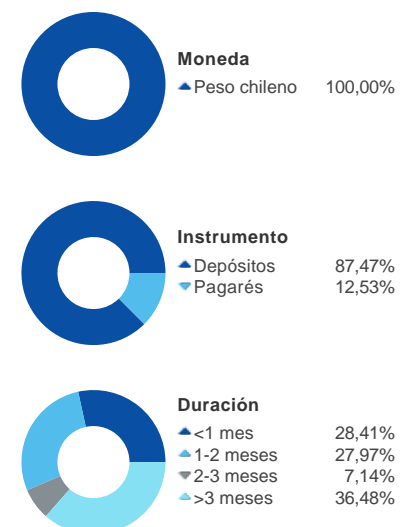 Moneda
Peso chileno 100,00%
Instrumento
Depósitos 87,47%
Pagarés 12,53%
Duración
<1 mes 28,41%
1-2 meses 27,97%
2-3 meses 7,14%
>3 meses 36,48%